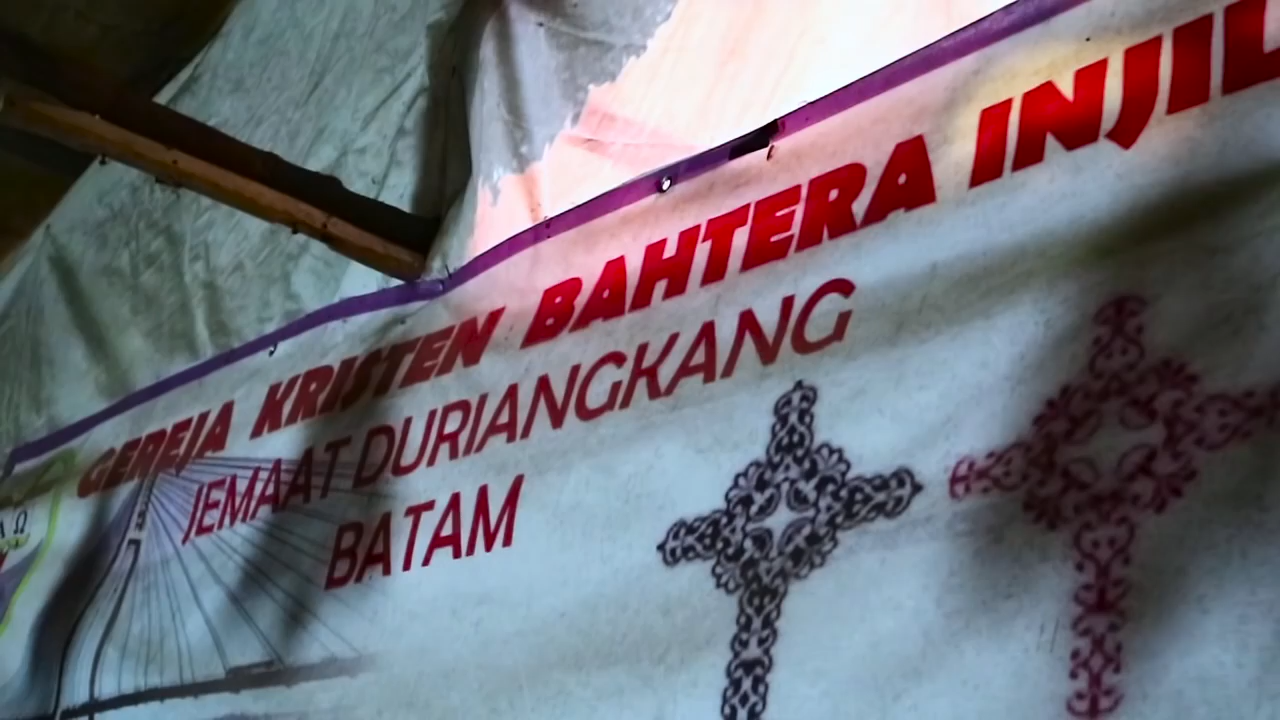 GEREJA KRISTEN BAHTERA INJIL
JEMAAT DURIANGKANG
BATAM
Ω